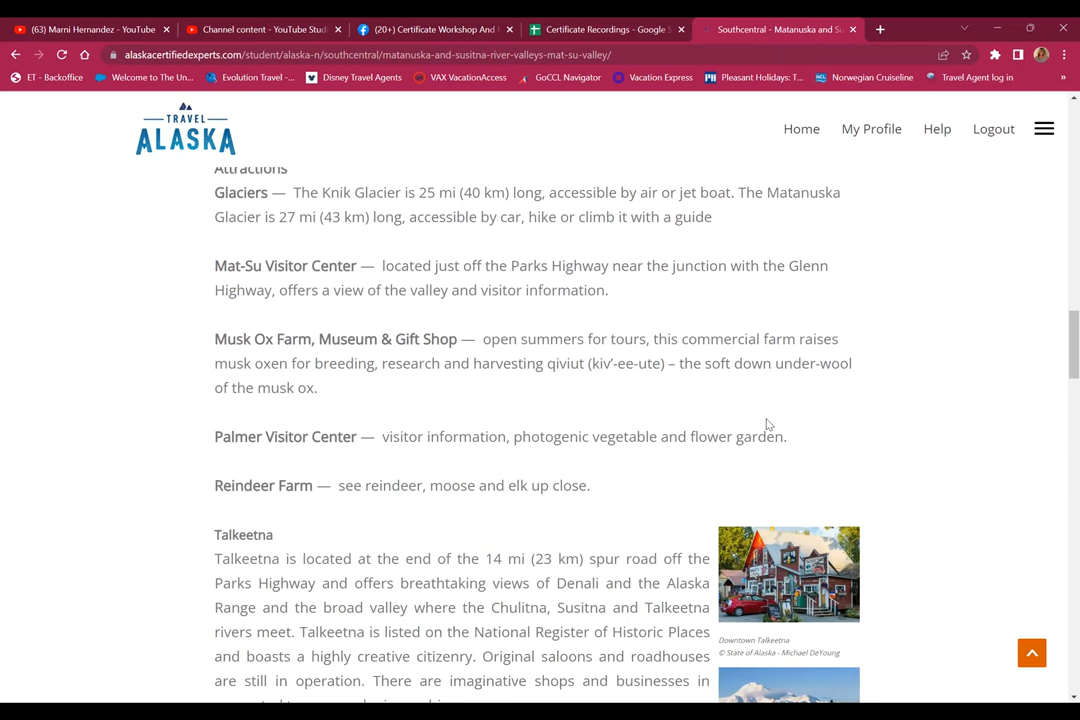 (63) Marni Hernandez - YouTube
Channel content - YouTube Stud
(20+) Certificate Workshop And
Certificate Recordings - Google S
Southcentral - Matanuska and Su
alaskacertifiedexperts.com/student/alaska-n/southcentral/matanuska-and-susitna-river-valleys-mat-su-valley/
ET - Backoffice
Welcome to The Un...
Evolution Travel -...
Disney Travel Agents
VAX VacationAccess
GoCCL Navigator
Vacation Express
Pleasant Holidays: T...
Norwegian Cruiseline
Travel Agent log in
»
TRAVEL
ALASKA
Home
My Profile
Help
Logout
Attractions
Glaciers — The Knik Glacier is 25 mi (40 km) long, accessible by air or jet boat. The Matanuska
Glacier is 27 mi (43 km) long, accessible by car, hike or climb it with a guide
Mat-Su Visitor Center — located just off the Parks Highway near the junction with the Glenn
Highway, offers a view of the valley and visitor information.
Musk Ox Farm, Museum & Gift Shop — open summers for tours, this commercial farm raises
musk oxen for breeding, research and harvesting qiviut (kiv’-ee-ute) – the soft down under-wool
of the musk ox.
Palmer Visitor Center — visitor information, photogenic vegetable and flower garden.
Reindeer Farm — see reindeer, moose and elk up close.
Talkeetna
Talkeetna is located at the end of the 14 mi (23 km) spur road off the
Parks Highway and offers breathtaking views of Denali and the Alaska
Range and the broad valley where the Chulitna, Susitna and Talkeetna
rivers meet. Talkeetna is listed on the National Register of Historic Places
and boasts a highly creative citizenry. Original saloons and roadhouses
are still in operation. There are imaginative shops and businesses in
Downtown Talkeetna
© State of Alaska - Michael DeYoung